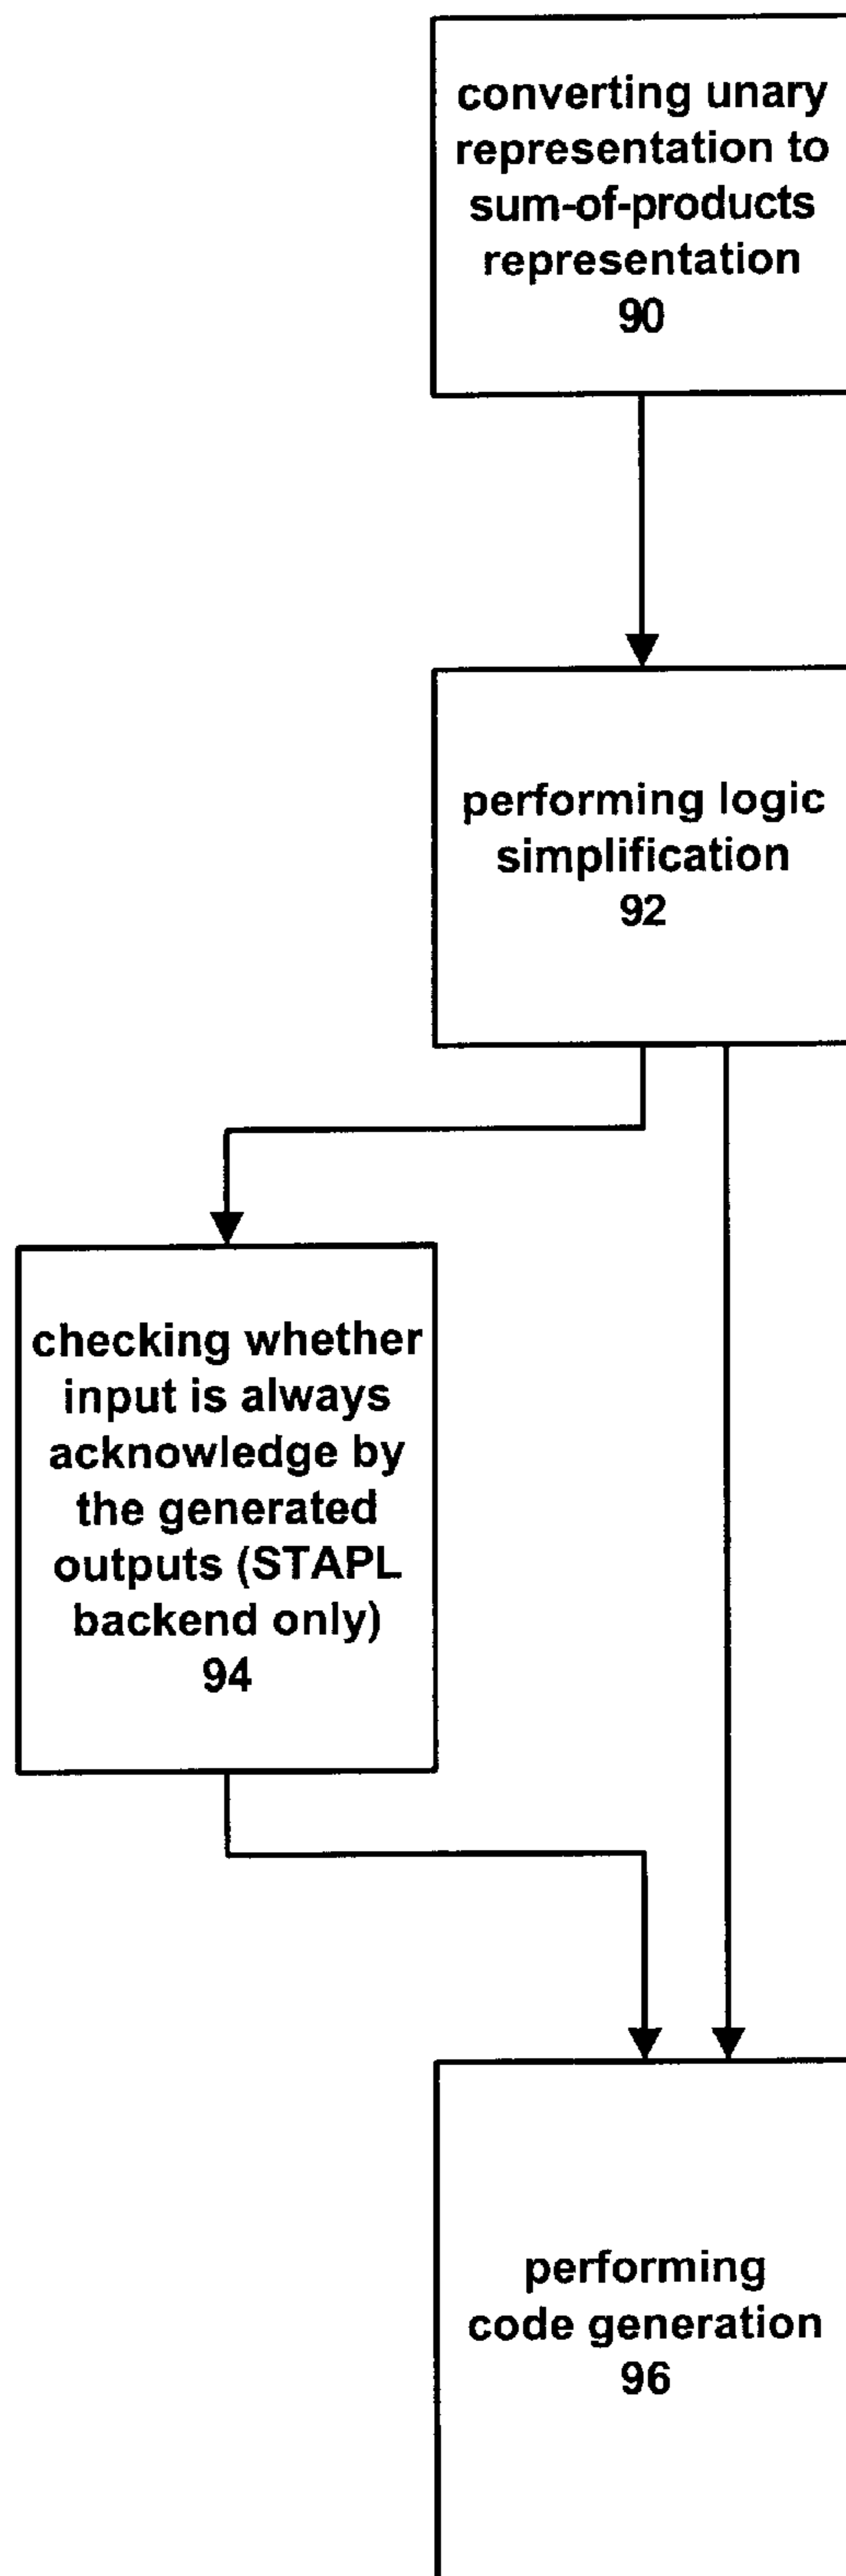 converting unary
representation to
sum-of-products
representation
90
performing logic
simplification
92
checking whether
input is always
acknowledge by
the generated
outputs (STAPL
backend only)
94
performing
code generation
96